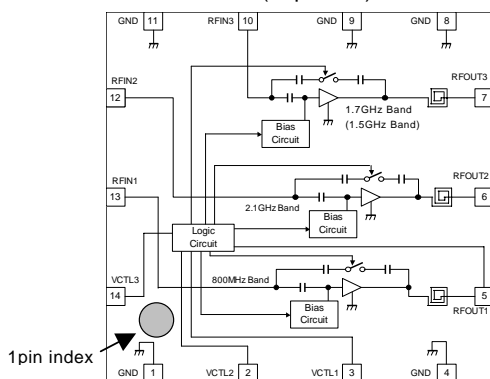 GND 11
RFIN3 10
GND 9
GND 8
RFIN2
12
RFOUT3
7
1.7GHz Band
(1.5GHz Band)
Bias
Circuit
RFIN1
13
RFOUT2
6
2.1GHz Band
Bias
Circuit
Logic
Circuit
VCTL3
14
800MHz Band
5
RFOUT1
Bias
Circuit
1pin index
GND 1
VCTL2 2
VCTL1 3
GND 4